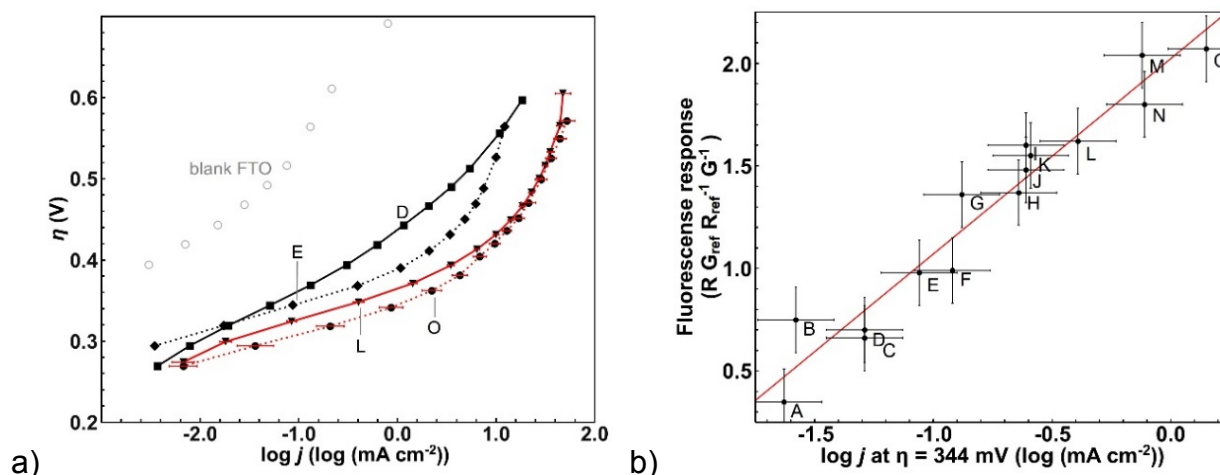 a)
η (V)
0.6
0.5
0.4
0.3
0.2
blank FTO
D
E
L
O
-2.0
-1.0
0.0
1.0
2.0
log j (log (mA cm-2))
b)
Fluorescense response
(R Gref Rref-1 G-1)
2.0
1.5
1.0
0.5
A
B
C
D
E
F
G
H
I
J
K
L
M
N
-1.5
-1.0
-0.5
0.0
log j at η = 344 mV (log (mA cm-2))